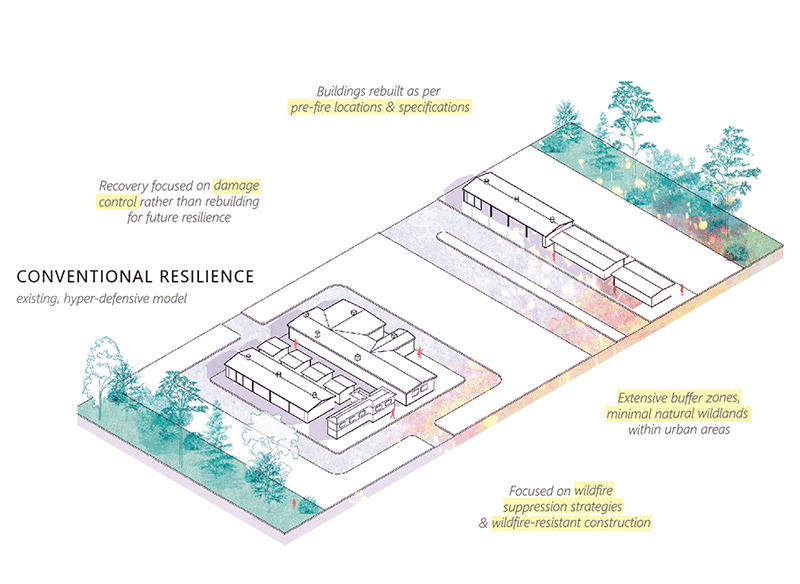 Buildings rebuilt as per
pre-fire locations & specifications
Recovery focused on damage
control rather than rebuilding
for future resilience
CONVENTIONAL RESILIENCE
existing, hyper-defensive model
Extensive buffer zones,
minimal natural wildlands
within urban areas
Focused on wildfire
suppression strategies
& wildfire-resistant construction